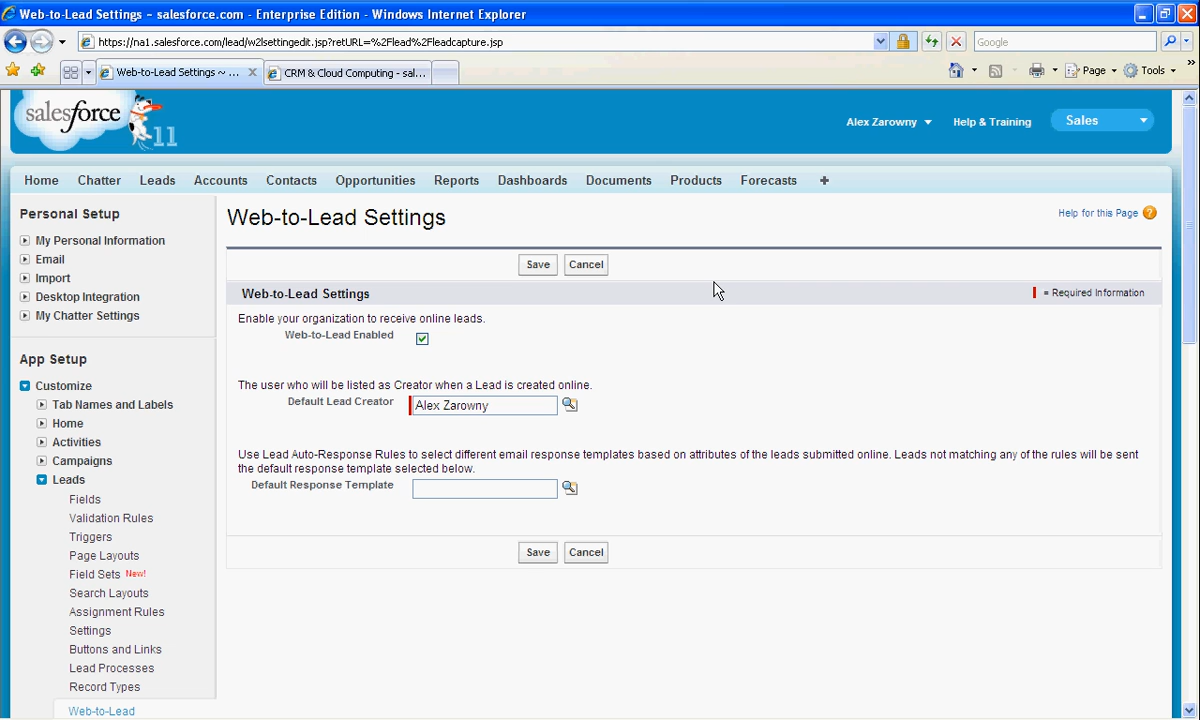 Web-to-Lead Settings ~ salesforce.com - Enterprise Edition - Windows Internet Explorer
https://na1.salesforce.com/lead/w2lsettingedit.jsp?retURL=%2Flead%2Fleadcapture.jsp
Google
Web-to-Lead Settings ~ ...
CRM & Cloud Computing - sal...
Page
Tools
salesforce
11
Alex Zarowny
Help & Training
Sales
Home Chatter Leads Accounts Contacts Opportunities Reports Dashboards Documents Products Forecasts +
Personal Setup
My Personal Information
Email
Import
Desktop Integration
My Chatter Settings
App Setup
Customize
Tab Names and Labels
Home
Activities
Campaigns
Leads
Fields
Validation Rules
Triggers
Page Layouts
Field Sets New!
Search Layouts
Assignment Rules
Settings
Buttons and Links
Lead Processes
Record Types
Web-to-Lead
Web-to-Lead Settings
Help for this Page ?
Save Cancel
Web-to-Lead Settings
= Required Information
Enable your organization to receive online leads.
Web-to-Lead Enabled
The user who will be listed as Creator when a Lead is created online.
Default Lead Creator Alex Zarowny
Use Lead Auto-Response Rules to select different email response templates based on attributes of the leads submitted online. Leads not matching any of the rules will be sent
the default response template selected below.
Default Response Template
Save Cancel